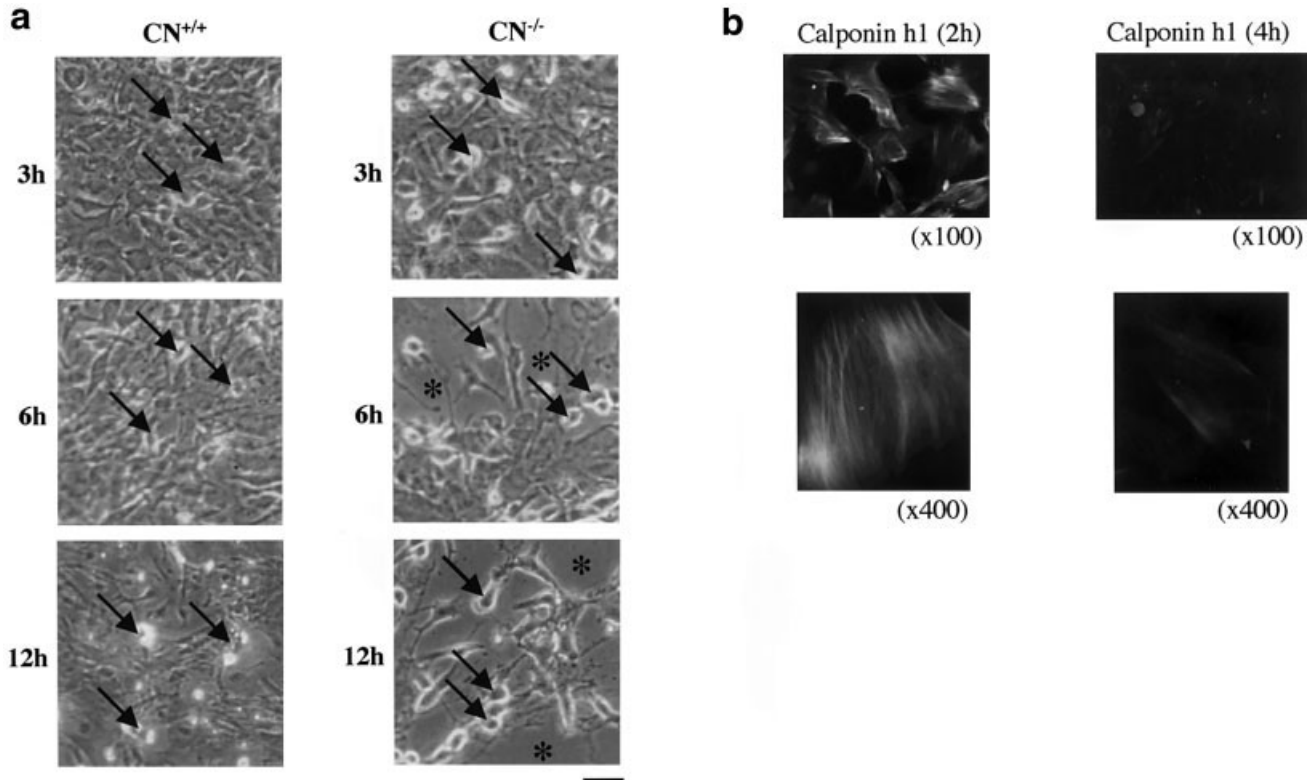 a
CN+/+ CN-/-
3h 3h
6h 6h
* *
12h 12h
*
*
b
Calponin h1 (2h) Calponin h1 (4h)
(x100) (x100)
(x400) (x400)